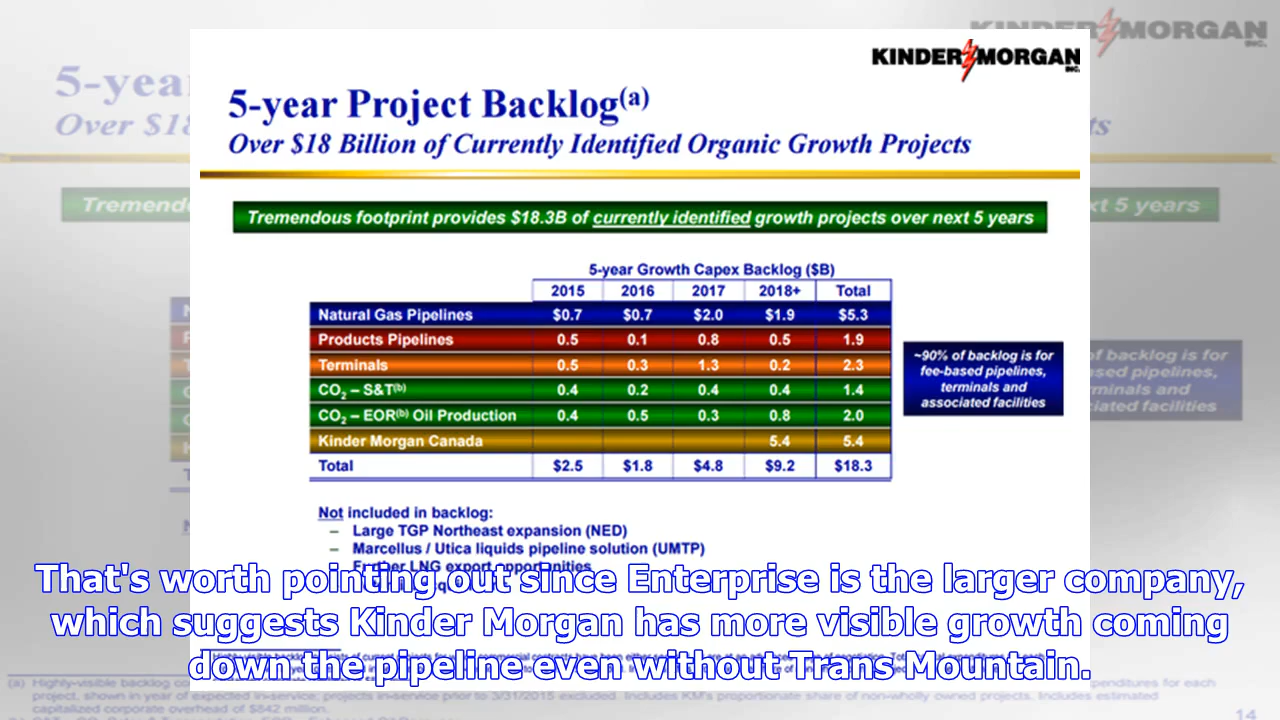 KINDER MORGAN INC.
5-year Project Backlog(a)
Over $18 Billion of Currently Identified Organic Growth Projects
Tremendous footprint provides $18.3B of currently identified growth projects over next 5 years
5-year Growth Capex Backlog ($B)
2015 2016 2017 2018+ Total
Natural Gas Pipelines $0.7 $0.7 $2.0 $1.9 $5.3
Products Pipelines 0.5 0.1 0.8 0.5 1.9
Terminals 0.5 0.3 1.3 0.2 2.3
CO2 – S&T(b) 0.4 0.2 0.4 0.4 1.4
CO2 – EOR(b) Oil Production 0.4 0.5 0.3 0.8 2.0
Kinder Morgan Canada 5.4 5.4
Total $2.5 $1.8 $4.8 $9.2 $18.3
~90% of backlog is for
fee-based pipelines,
terminals and
associated facilities
Not included in backlog:
– Large TGP Northeast expansion (NED)
– Marcellus / Utica liquids pipeline solution (UMTP)
– Further LNG export opportunities
That's worth pointing out since Enterprise is the larger company,
which suggests Kinder Morgan has more visible growth coming
down the pipeline even without Trans Mountain.
(a) Highly-visible backlog
project, shown in year of expected in-service; projects in-service prior to 3/31/2015 excluded. Includes KM's proportionate share of non-wholly owned projects. Includes estimated
capitalized corporate overhead of $842 million.
14